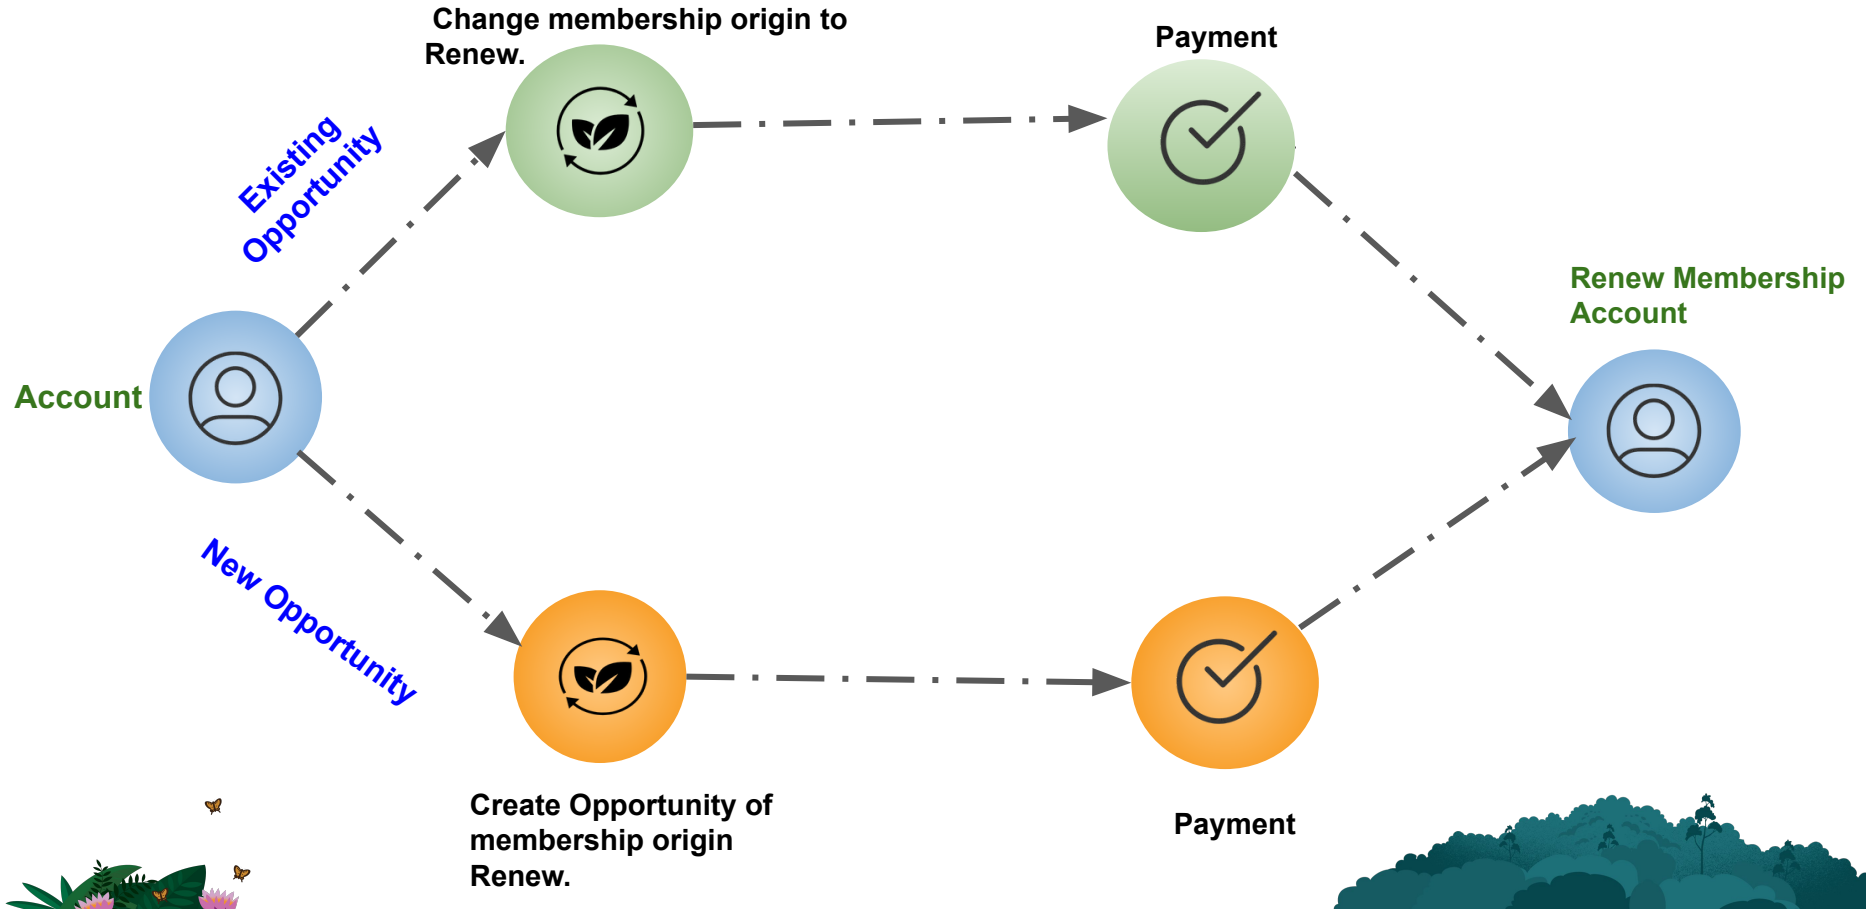 Change membership origin to
Renew.
Payment
Existing
Opportunity
Renew Membership
Account
Account
New Opportunity
Create Opportunity of
membership origin
Renew.
Payment